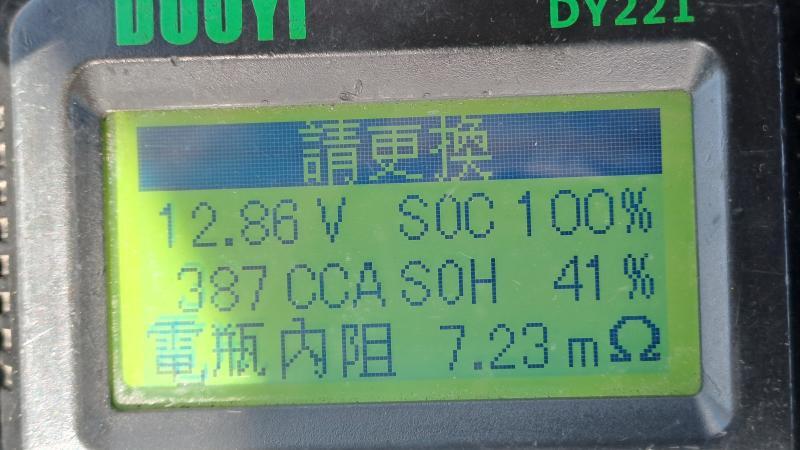 DUOYI DY221
請更換
12.86 V SOC 100%
387 CCA SOH 41%
電瓶內阻 7.23 mΩ